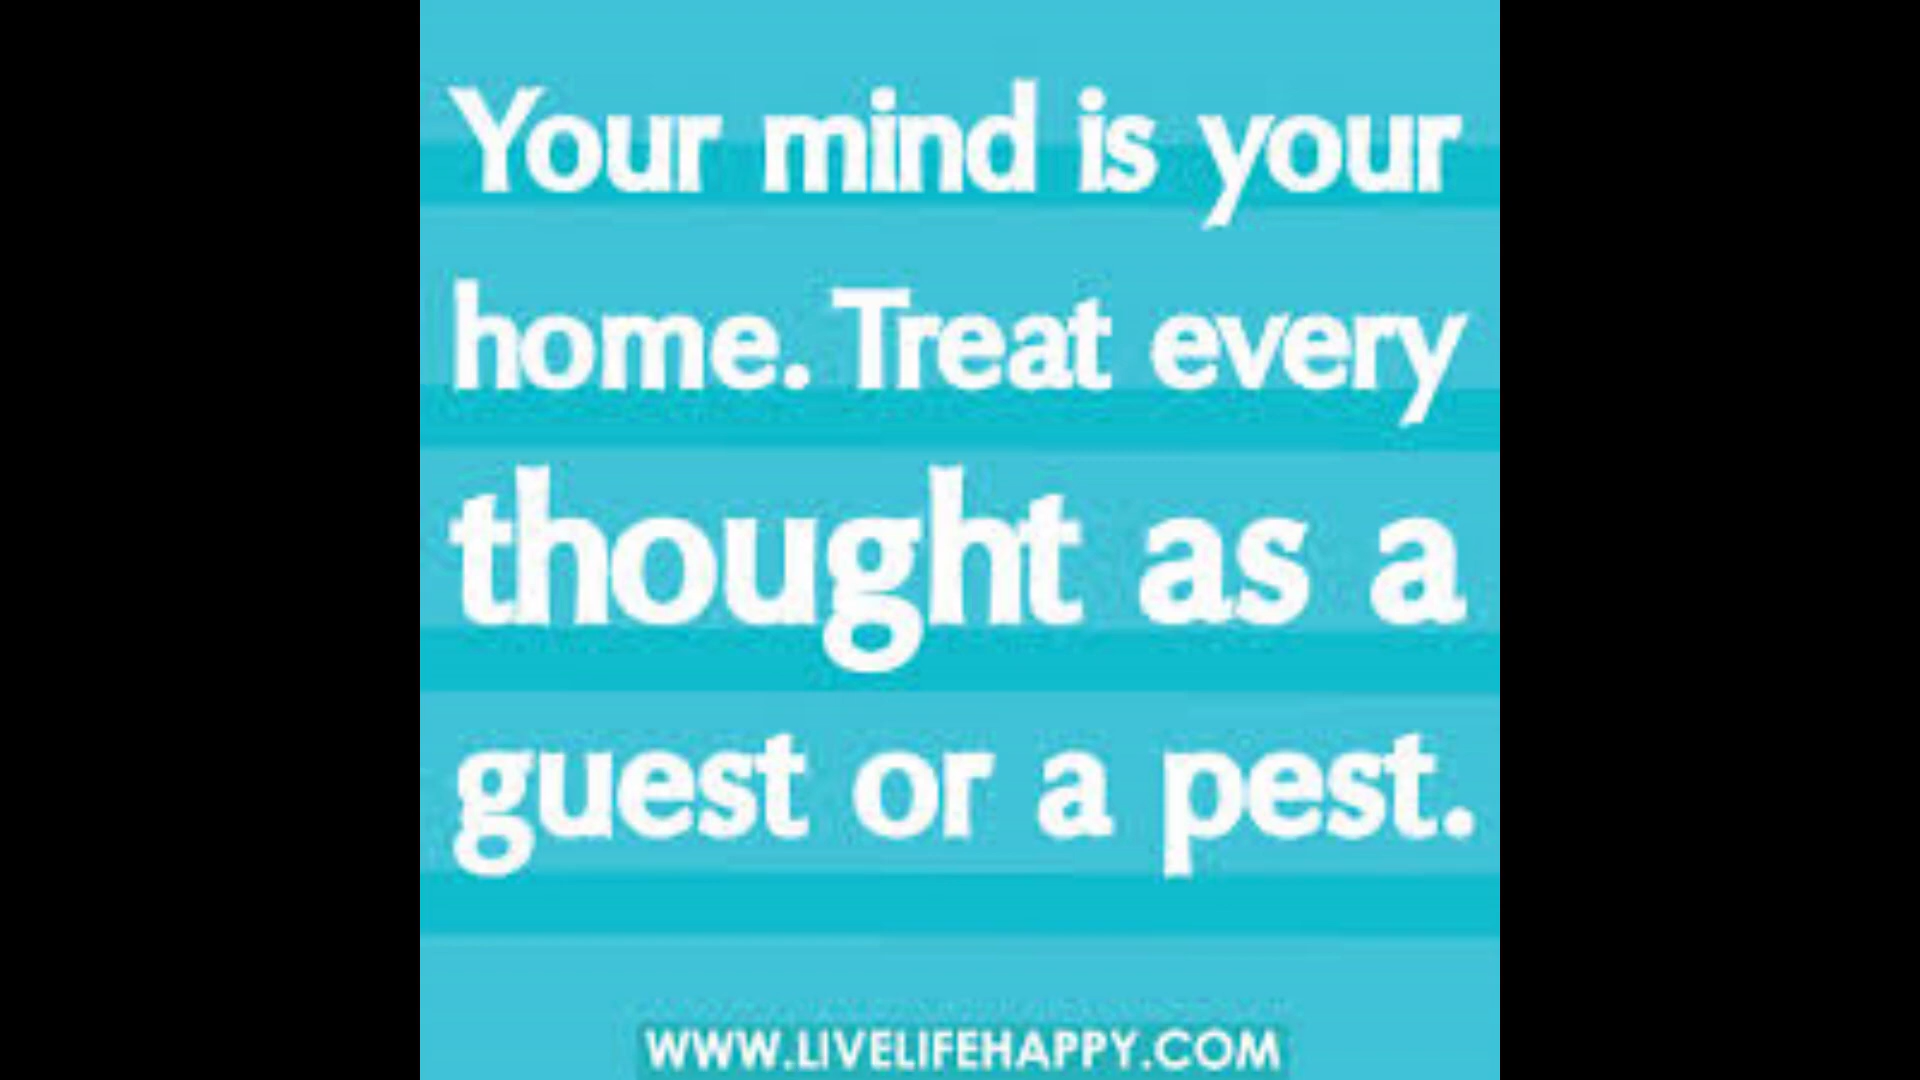 Your mind is your
home. Treat every
thought as a
guest or a pest.
WWW.LIVELIFEHAPPY.COM